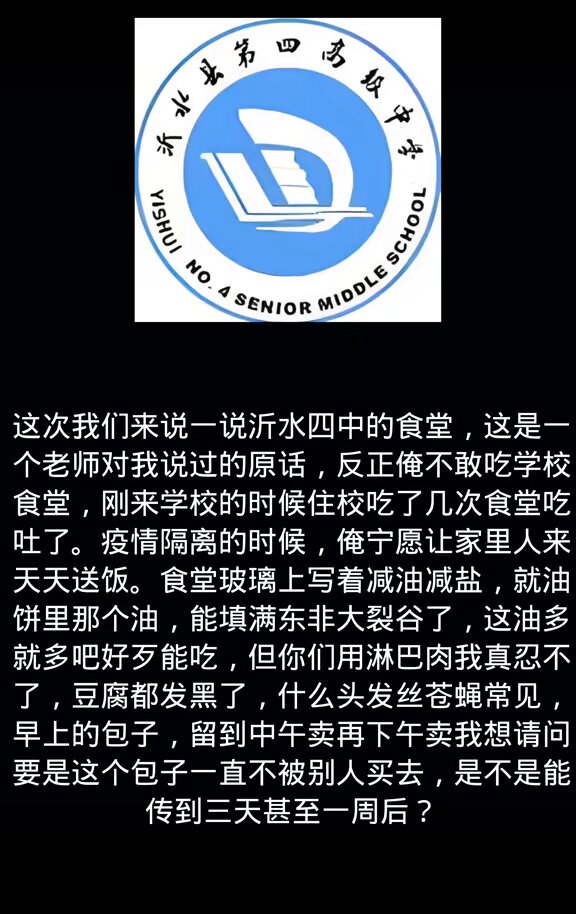 沂水县第四高级中学
YISHUI NO.4 SENIOR MIDDLE SCHOOL
这次我们来说一说沂水四中的食堂，这是一
个老师对我说过的原话，反正俺不敢吃学校
食堂，刚来学校的时候住校吃了几次食堂吃
吐了。疫情隔离的时候，俺宁愿让家里人来
天天送饭。食堂玻璃上写着减油减盐，就油
饼里那个油，能填满东非大裂谷了，这油多
就多吧好歹能吃，但你们用淋巴肉我真忍不
了，豆腐都发黑了，什么头发丝苍蝇常见，
早上的包子，留到中午卖再下午卖我想请问
要是这个包子一直不被别人买去，是不是能
传到三天甚至一周后？